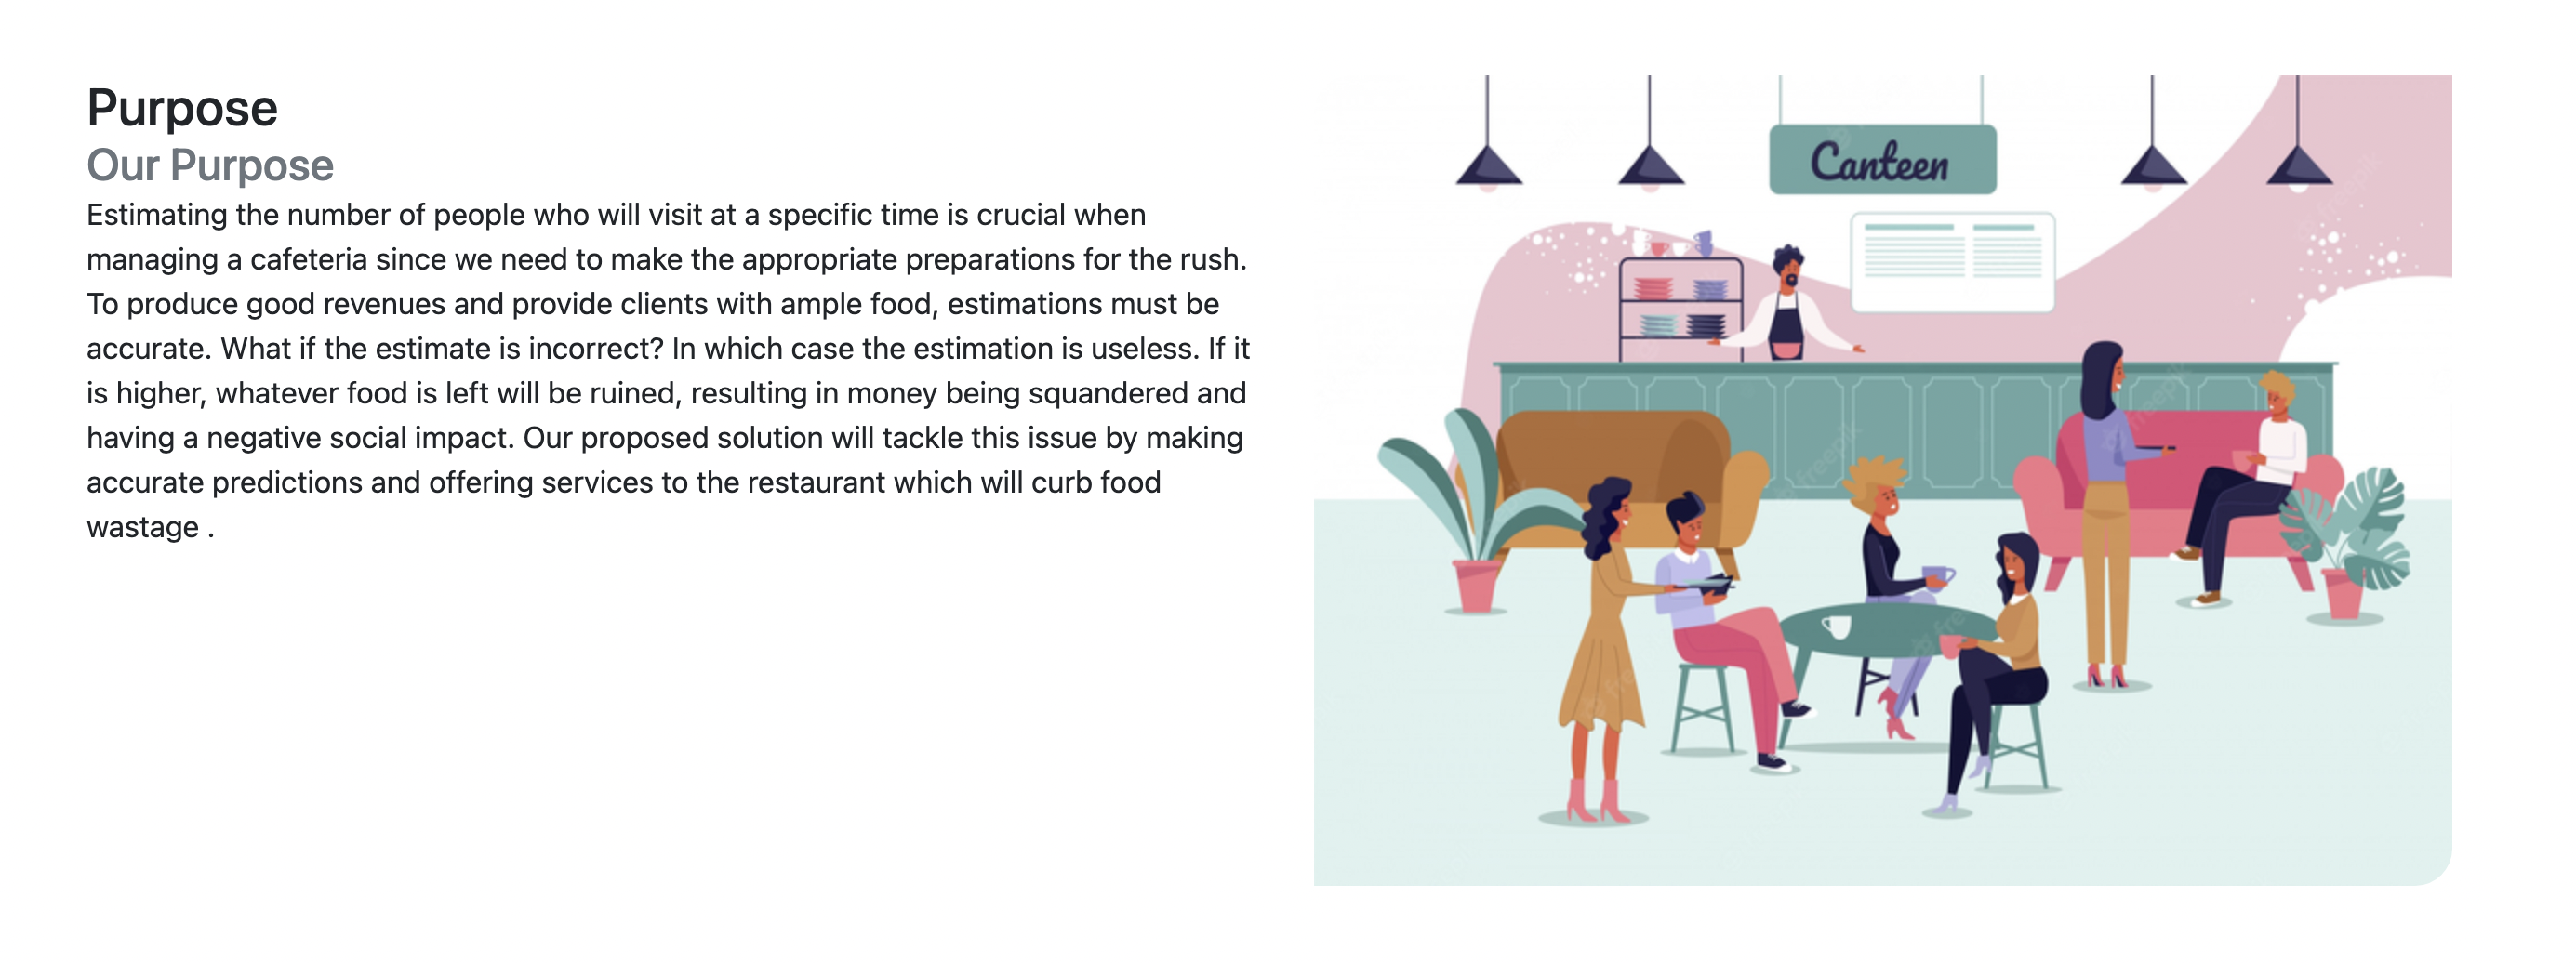 Purpose
Our Purpose
Estimating the number of people who will visit at a specific time is crucial when
managing a cafeteria since we need to make the appropriate preparations for the rush.
To produce good revenues and provide clients with ample food, estimations must be
accurate. What if the estimate is incorrect? In which case the estimation is useless. If it
is higher, whatever food is left will be ruined, resulting in money being squandered and
having a negative social impact. Our proposed solution will tackle this issue by making
accurate predictions and offering services to the restaurant which will curb food
wastage .
Canteen
freepik
freepik
freepik